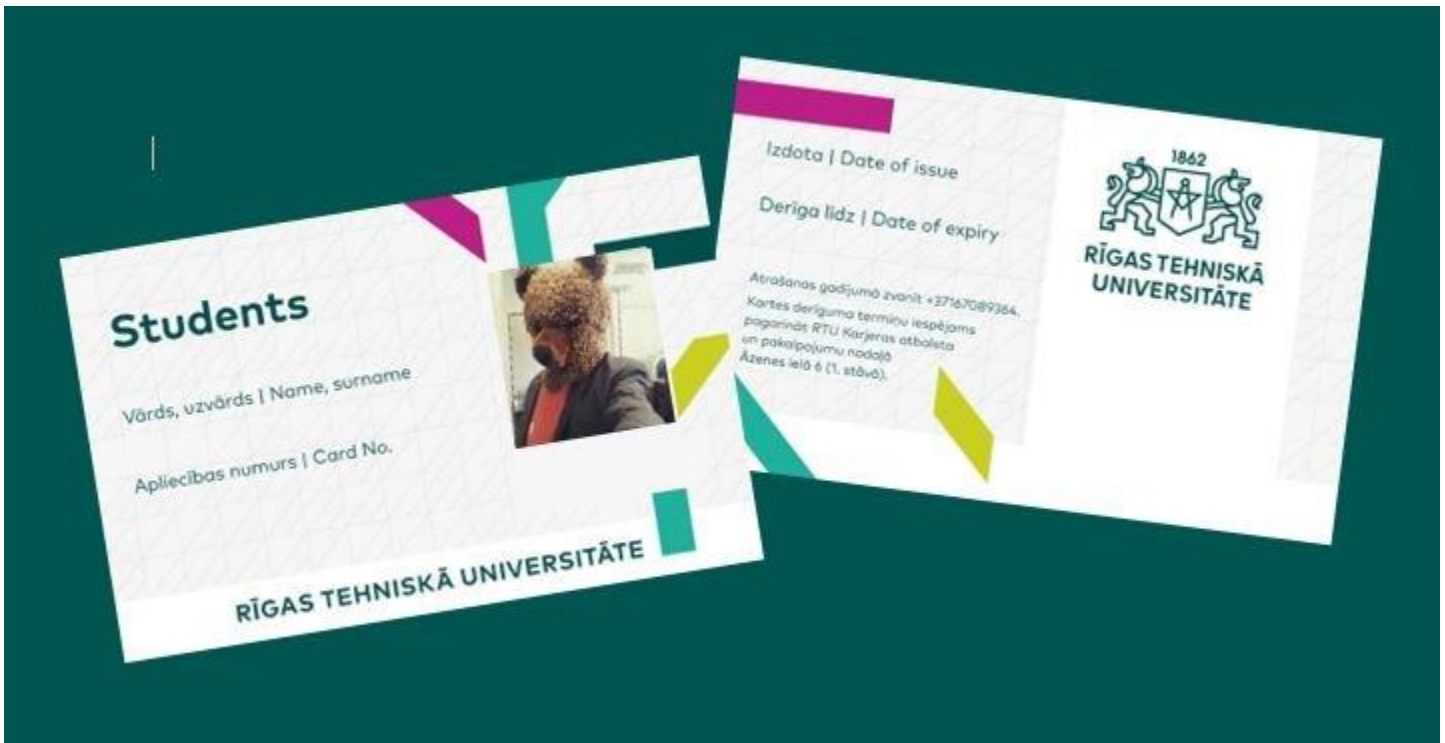 Students
Vārds, uzvārds | Name, surname
Apliecības numurs | Card No.
RĪGAS TEHNISKĀ UNIVERSITĀTE
Izdota | Date of issue
Derīga līdz | Date of expiry
Atrašanas gadījumā zvanīt +37167089364.
Kartes derīguma termiņu iespējams
pagarināt RTU Karjeras atbalsta
un pakalpojumu nodaļā
Āzenes ielā 6 (1. stāvā).
1862
RĪGAS TEHNISKĀ
UNIVERSITĀTE